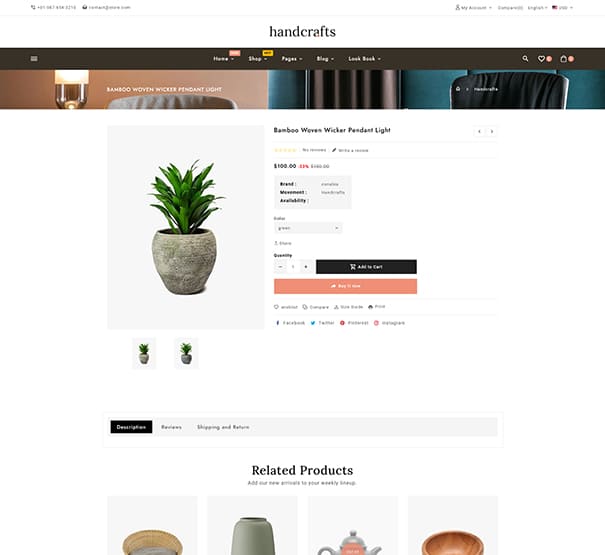 +01 987 654 3210 contact@store.com My Account Compare(0) English USD
handcrafts
Home Shop Pages Blog Look Book 0 0
BAMBOO WOVEN WICKER PENDANT LIGHT Handcrafts
Bamboo Woven Wicker Pendant Light
No reviews Write a review
$100.00 -33% $150.00
Brand :
Movement : Handcrafts
Availability :
Color
green
Share
Quantity
- 1 + Add to Cart
Buy it now
wishlist Compare Size Guide Print
Facebook Twitter Pinterest Instagram
Description Reviews Shipping and Return
Related Products
Add our new arrivals to your weekly lineup.